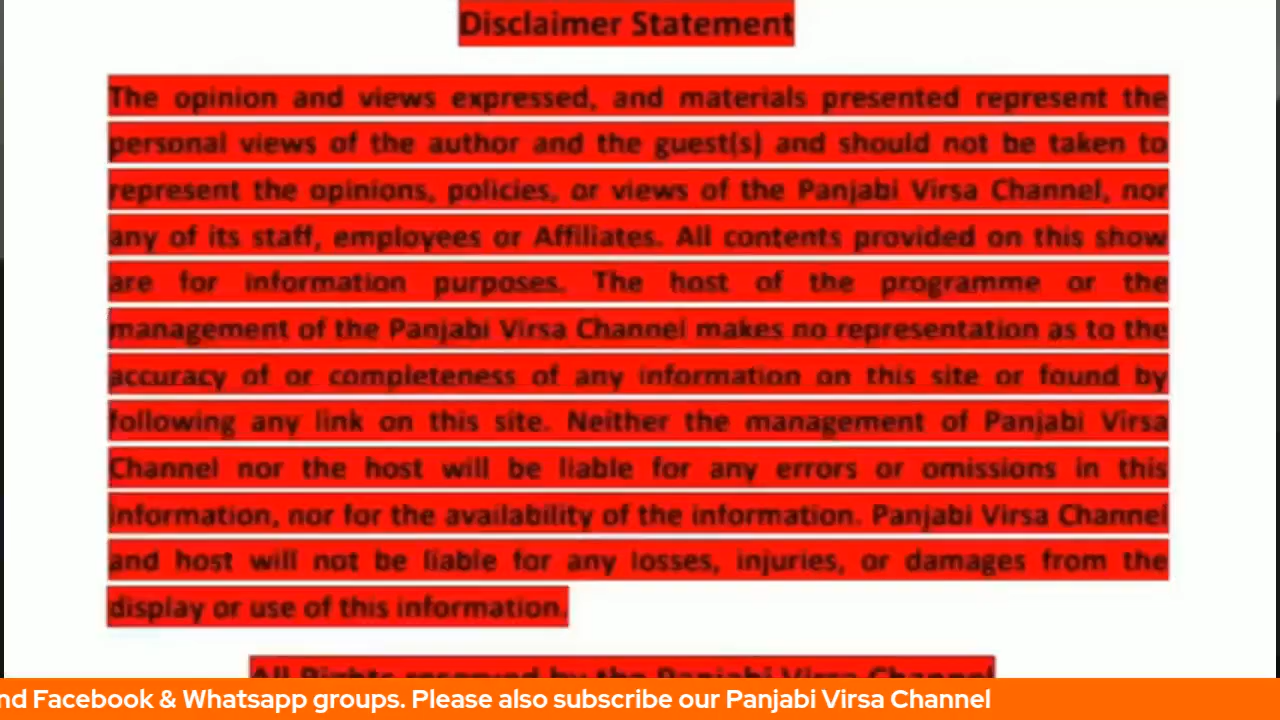 Disclaimer Statement
The opinion and views expressed, and materials presented represent the
personal views of the author and the guest(s) and should not be taken to
represent the opinions, policies, or views of the Panjabi Virsa Channel, nor
any of its staff, employees or Affiliates. All contents provided on this show
are for information purposes. The host of the programme or the
management of the Panjabi Virsa Channel makes no representation as to the
accuracy of or completeness of any information on this site or found by
following any link on this site. Neither the management of Panjabi Virsa
Channel nor the host will be liable for any errors or omissions in this
information, nor for the availability of the information. Panjabi Virsa Channel
and host will not be liable for any losses, injuries, or damages from the
display or use of this information.
All Rights reserved by the Panjabi Virsa Channel
nd Facebook & Whatsapp groups. Please also subscribe our Panjabi Virsa Channel